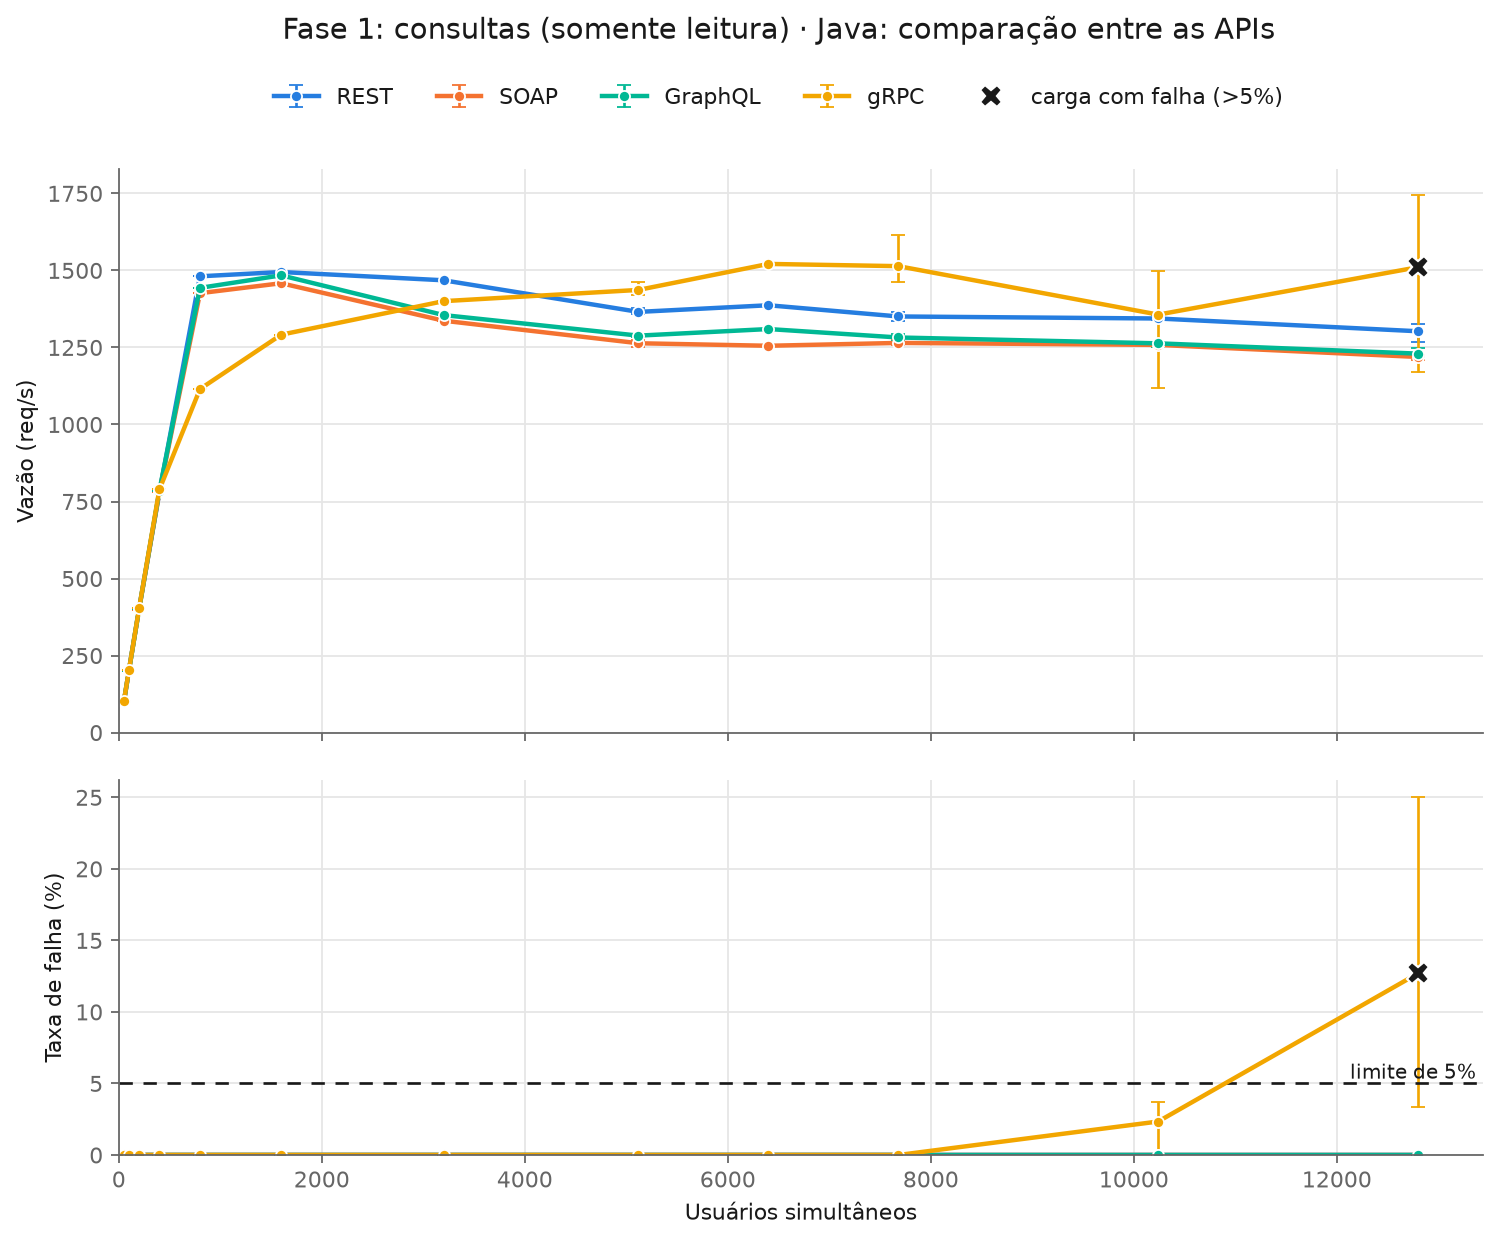 Fase 1: consultas (somente leitura) · Java: comparação entre as APIs
REST SOAP GraphQL gRPC carga com falha (>5%)
Vazão (req/s)
1750
1500
1250
1000
750
500
250
0
Taxa de falha (%)
25
20
15
10
5
0
limite de 5%
0 2000 4000 6000 8000 10000 12000
Usuários simultâneos